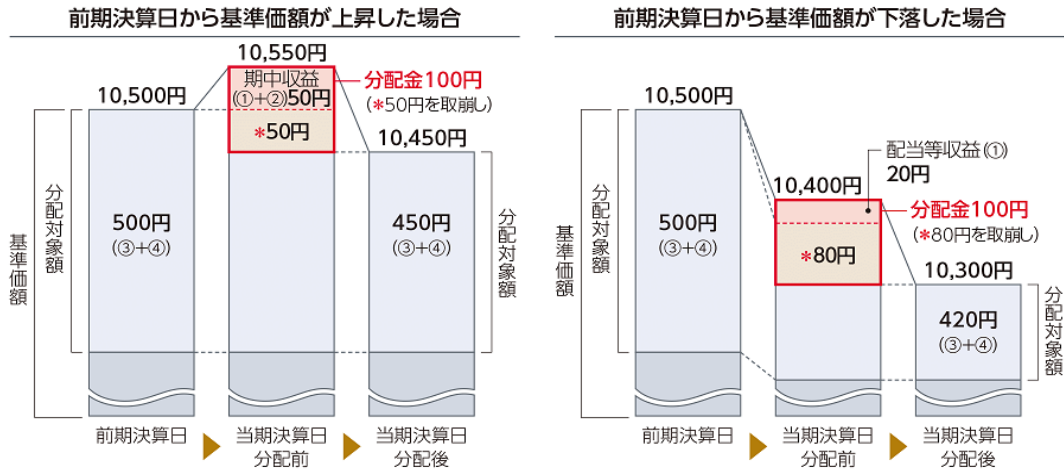 前期決算日から基準価額が上昇した場合
10,550円
10,500円
期中収益
(①+②)50円
*50円
分配金100円
(*50円を取崩し)
10,450円
500円
(③+④)
450円
(③+④)
基準価額
分配対象額
分配対象額
前期決算日
当期決算日
分配前
当期決算日
分配後
前期決算日から基準価額が下落した場合
10,500円
配当等収益(①)
20円
10,400円
分配金100円
(*80円を取崩し)
500円
(③+④)
*80円
10,300円
420円
(③+④)
基準価額
分配対象額
分配対象額
前期決算日
当期決算日
分配前
当期決算日
分配後